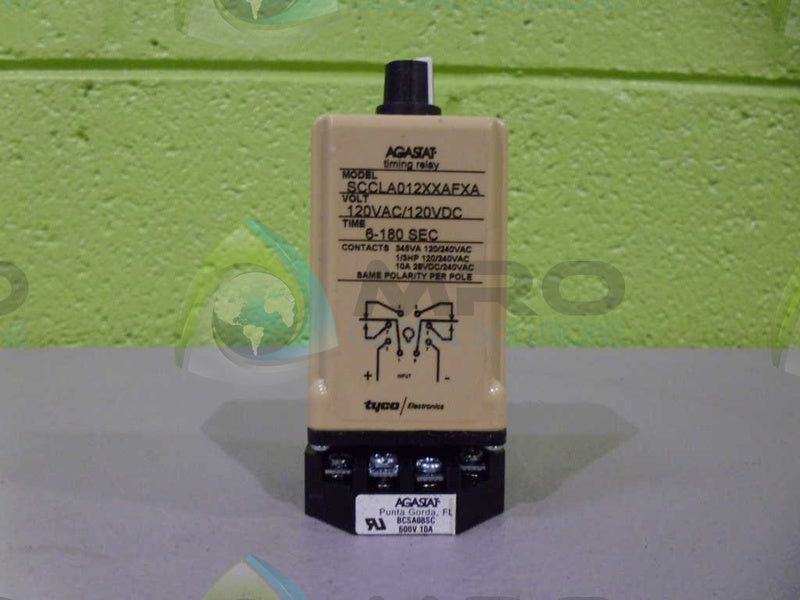 AGASTAT
timing relay
MODEL
SCCLA012XXAFXA
VOLT
120VAC/120VDC
TIME
6-180 SEC
CONTACTS 345VA 120/240VAC
1/3HP 120/240VAC
10A 28VDC/240VAC
SAME POLARITY PER POLE
MRO
+ INPUT -
tyco / Electronics
AGASTAT
Punta Gorda, FL
BCSA08SC
600V 10A